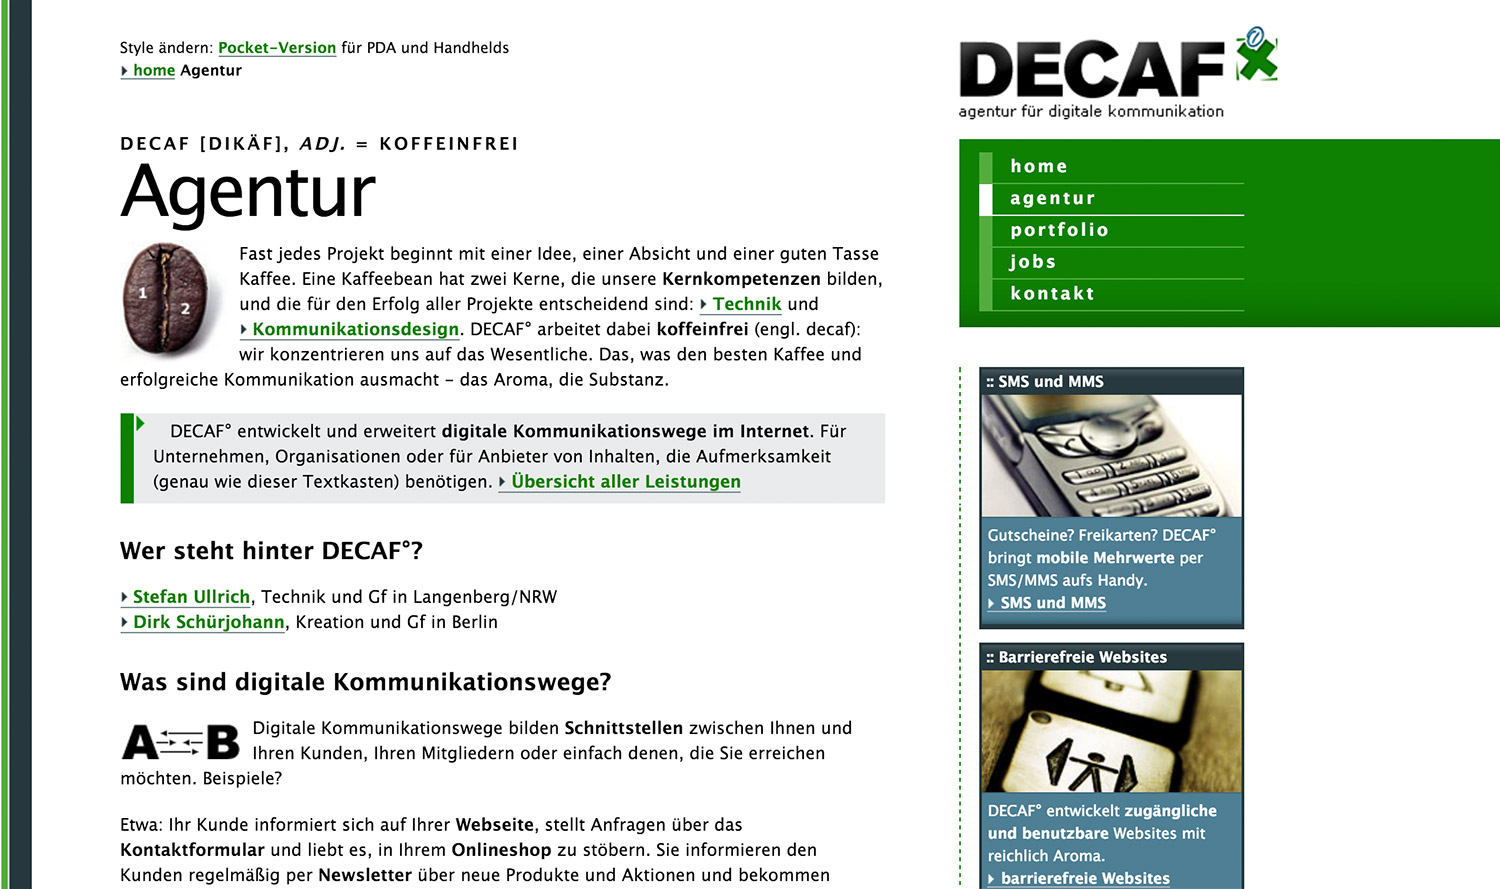 Style ändern: Pocket-Version für PDA und Handhelds
home Agentur
DECAF [DIKÄF], ADJ. = KOFFEINFREI
Agentur
1
2
Fast jedes Projekt beginnt mit einer Idee, einer Absicht und einer guten Tasse
Kaffee. Eine Kaffeebean hat zwei Kerne, die unsere Kernkompetenzen bilden,
und die für den Erfolg aller Projekte entscheidend sind: Technik und
Kommunikationsdesign. DECAF° arbeitet dabei koffeinfrei (engl. decaf):
wir konzentrieren uns auf das Wesentliche. Das, was den besten Kaffee und
erfolgreiche Kommunikation ausmacht – das Aroma, die Substanz.
DECAF° entwickelt und erweitert digitale Kommunikationswege im Internet. Für
Unternehmen, Organisationen oder für Anbieter von Inhalten, die Aufmerksamkeit
(genau wie dieser Textkasten) benötigen. Übersicht aller Leistungen
Wer steht hinter DECAF°?
Stefan Ullrich, Technik und Gf in Langenberg/NRW
Dirk Schürjohann, Kreation und Gf in Berlin
Was sind digitale Kommunikationswege?
A B
Digitale Kommunikationswege bilden Schnittstellen zwischen Ihnen und
Ihren Kunden, Ihren Mitgliedern oder einfach denen, die Sie erreichen
möchten. Beispiele?
Etwa: Ihr Kunde informiert sich auf Ihrer Webseite, stellt Anfragen über das
Kontaktformular und liebt es, in Ihrem Onlineshop zu stöbern. Sie informieren den
Kunden regelmäßig per Newsletter über neue Produkte und Aktionen und bekommen
DECAF
agentur für digitale kommunikation
home
agentur
portfolio
jobs
kontakt
:: SMS und MMS
Gutscheine? Freikarten? DECAF°
bringt mobile Mehrwerte per
SMS/MMS aufs Handy.
SMS und MMS
:: Barrierefreie Websites
DECAF° entwickelt zugängliche
und benutzbare Websites mit
reichlich Aroma.
barrierefreie Websites